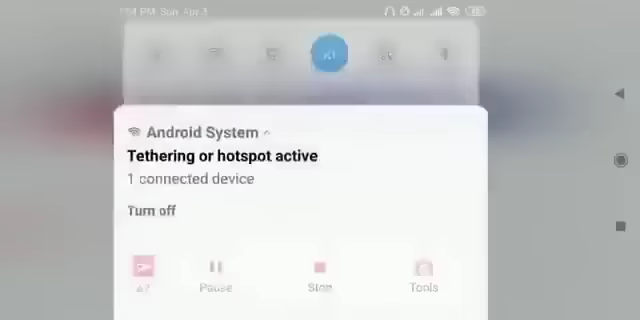 Android System
Tethering or hotspot active
1 connected device
Turn off
Pause
Stop
Tools